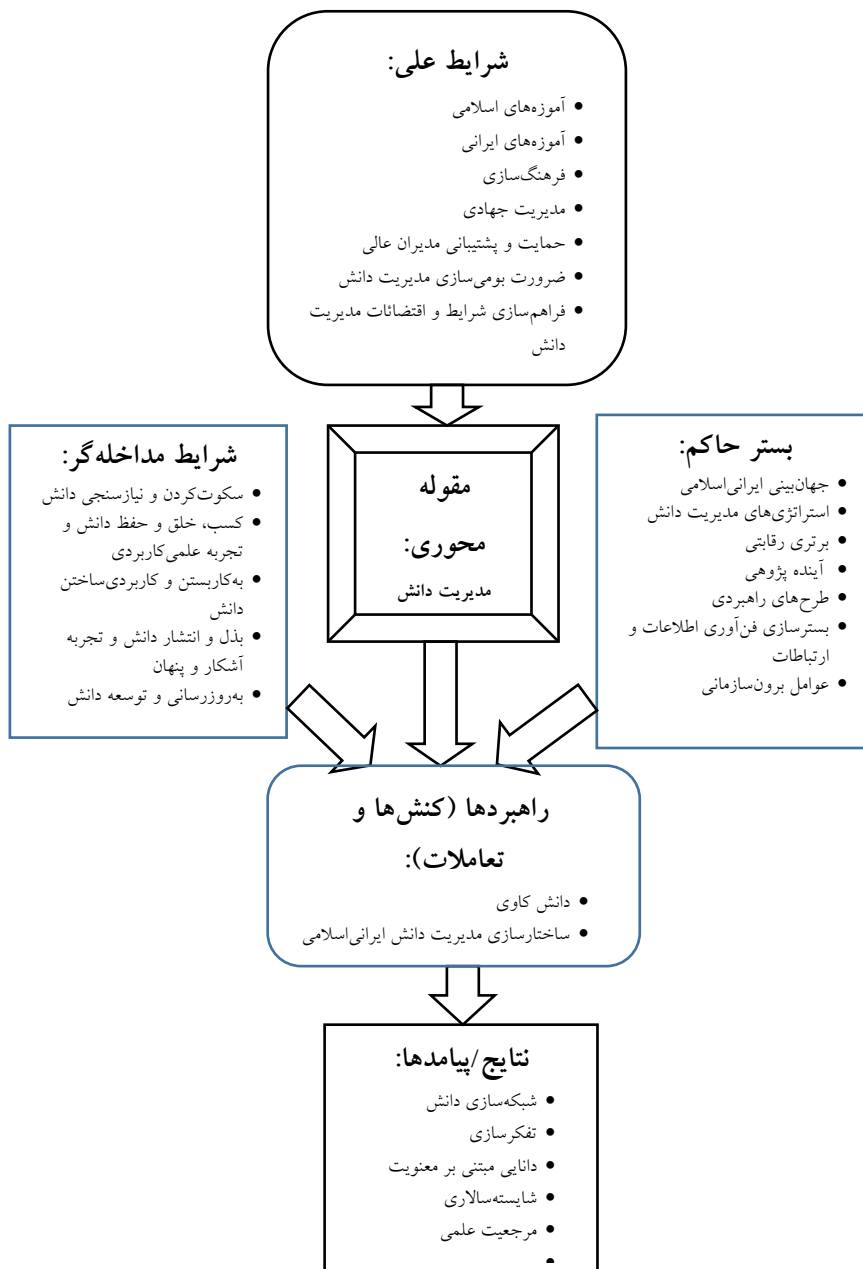 شرایط علی:
• آموزه‌های اسلامی
• آموزه‌های ایرانی
• فرهنگ‌سازی
• مدیریت جهادی
• حمایت و پشتیبانی مدیران عالی
• ضرورت بومی‌سازی مدیریت دانش
• فراهم‌سازی شرایط و اقتضائات مدیریت
دانش
بستر حاکم:
• جهان‌بینی ایرانی‌اسلامی
• استراتژی‌های مدیریت دانش
• برتری رقابتی
• آینده پژوهی
• طرح‌های راهبردی
• بسترسازی فن‌آوری اطلاعات و
ارتباطات
• عوامل برون‌سازمانی
مقوله
محوری:
مدیریت دانش
شرایط مداخله‌گر:
• سکوت‌کردن و نیازسنجی دانش
• کسب، خلق و حفظ دانش و
تجربه علمی‌کاربردی
• به‌کاربستن و کاربردی‌ساختن
دانش
• بذل و انتشار دانش و تجربه
آشکار و پنهان
• به‌روزرسانی و توسعه دانش
راهبردها (کنش‌ها و
تعاملات):
• دانش کاوی
• ساختارسازی مدیریت دانش ایرانی‌اسلامی
نتایج/پیامدها:
• شبکه‌سازی دانش
• تفکرسازی
• دانایی مبتنی بر معنویت
• شایسته‌سالاری
• مرجعیت علمی
•